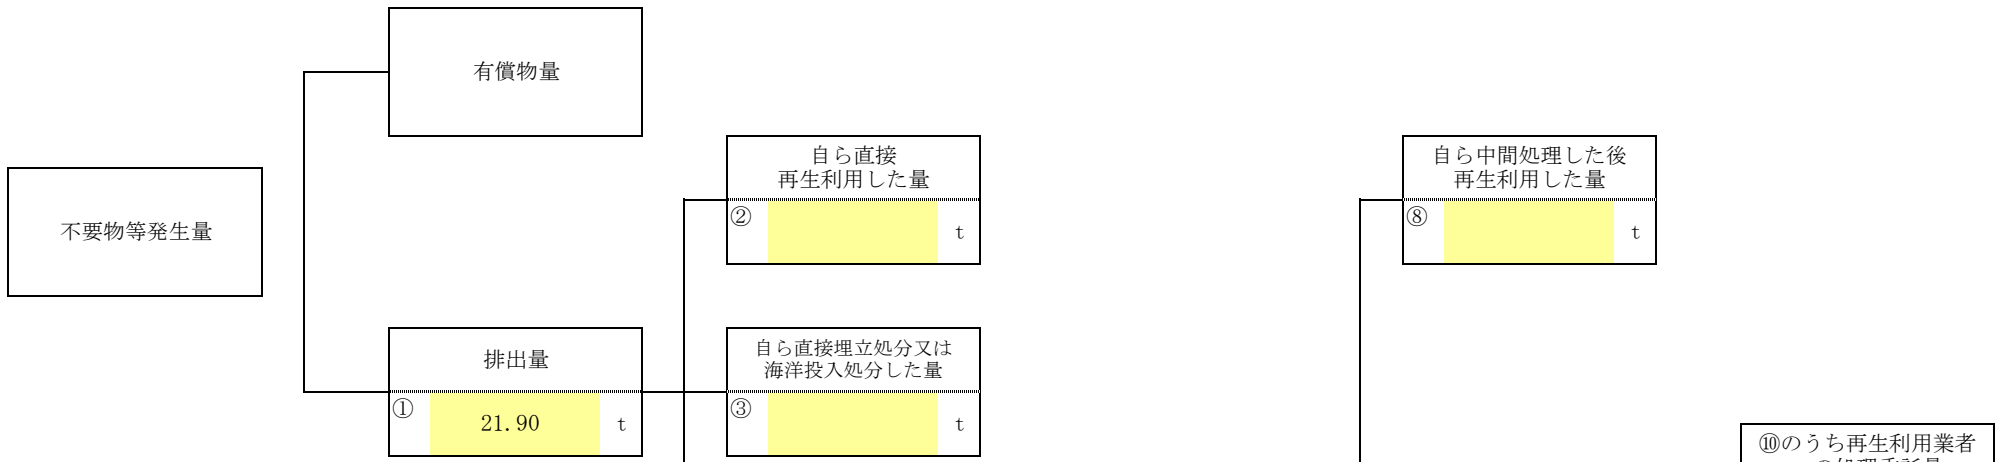 有償物量
自ら直接
再生利用した量
② t
自ら中間処理した後
再生利用した量
⑧ t
不要物等発生量
排出量
① 21.90 t
自ら直接埋立処分又は
海洋投入処分した量
③ t
⑩のうち再生利用業者